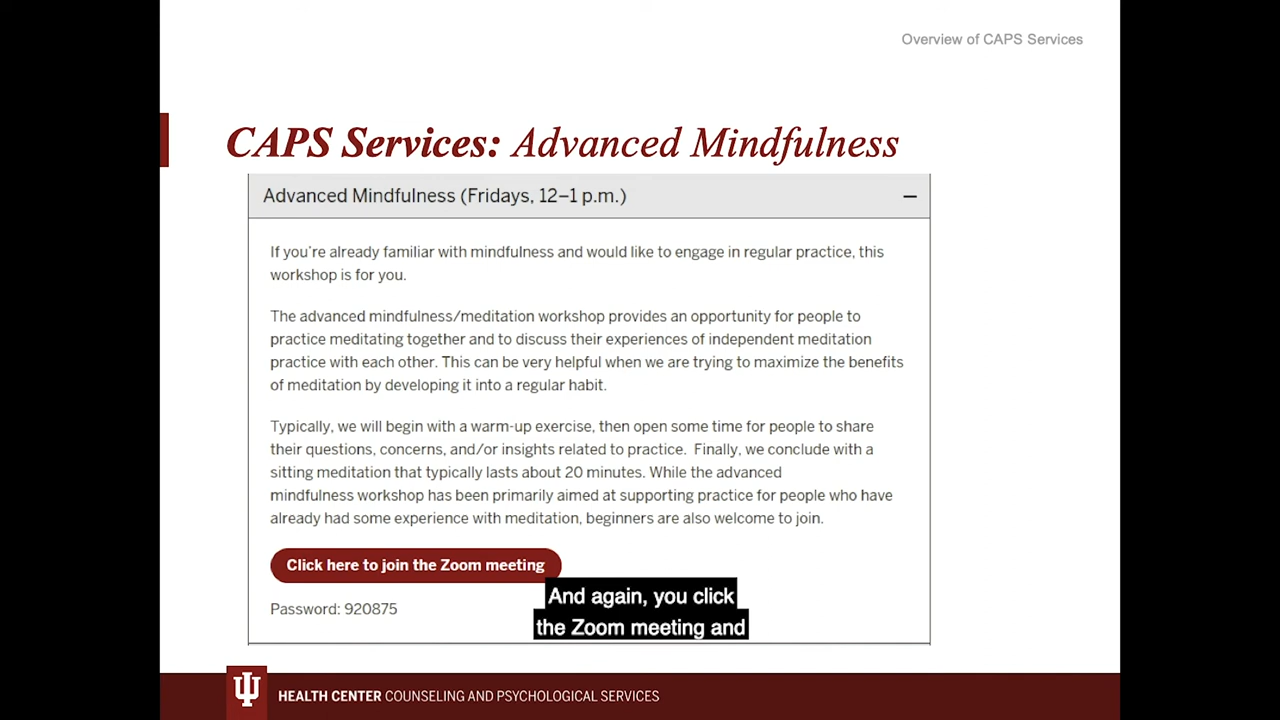 Overview of CAPS Services
CAPS Services: Advanced Mindfulness
Advanced Mindfulness (Fridays, 12–1 p.m.)
If you're already familiar with mindfulness and would like to engage in regular practice, this
workshop is for you.
The advanced mindfulness/meditation workshop provides an opportunity for people to
practice meditating together and to discuss their experiences of independent meditation
practice with each other. This can be very helpful when we are trying to maximize the benefits
of meditation by developing it into a regular habit.
Typically, we will begin with a warm-up exercise, then open some time for people to share
their questions, concerns, and/or insights related to practice.  Finally, we conclude with a
sitting meditation that typically lasts about 20 minutes. While the advanced
mindfulness workshop has been primarily aimed at supporting practice for people who have
already had some experience with meditation, beginners are also welcome to join.
Click here to join the Zoom meeting
Password: 920875
And again, you click
the Zoom meeting and
HEALTH CENTER COUNSELING AND PSYCHOLOGICAL SERVICES